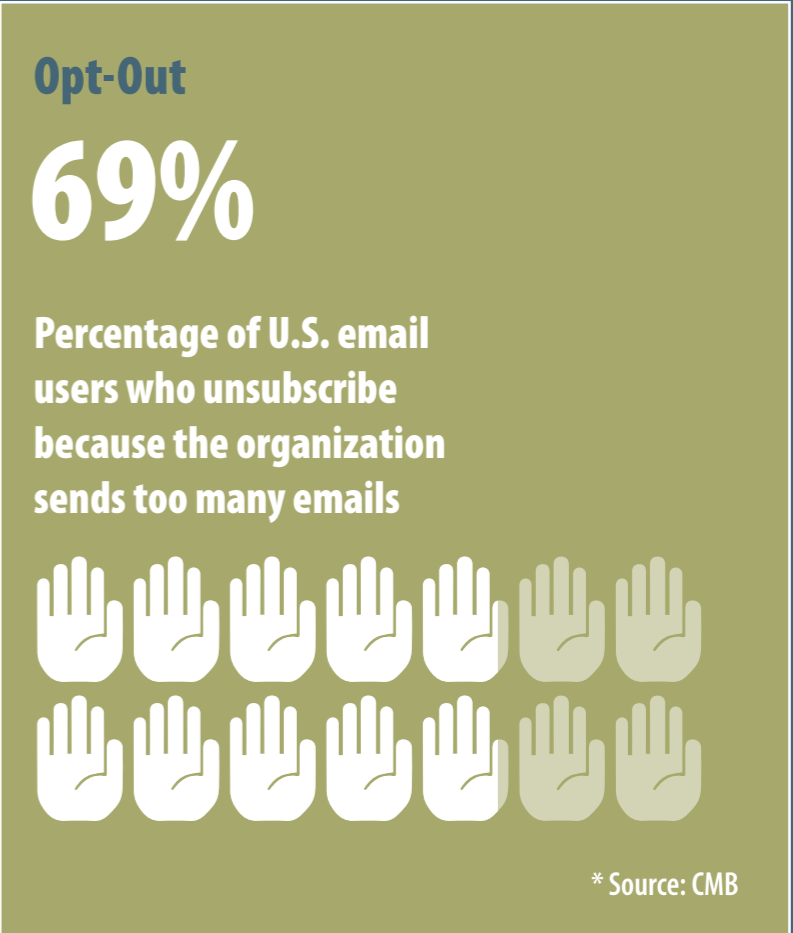 Opt-Out
69%
Percentage of U.S. email
users who unsubscribe
because the organization
sends too many emails
* Source: CMB